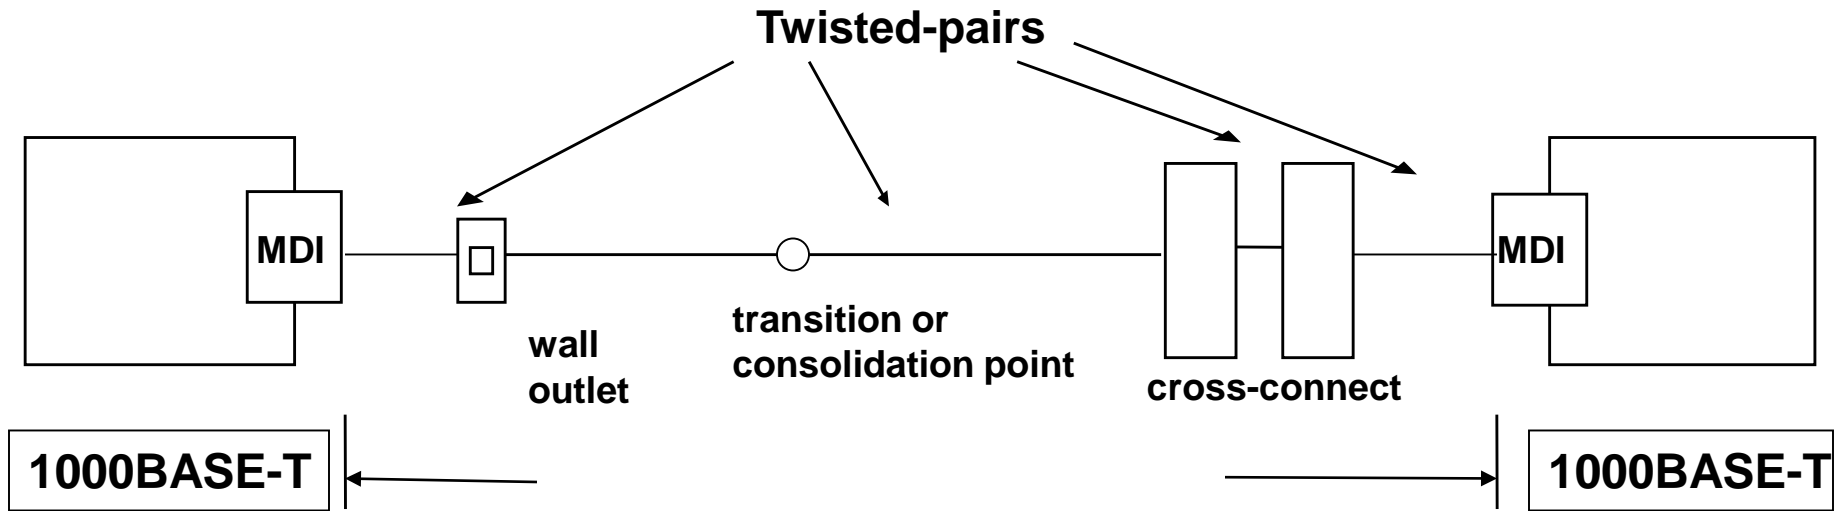 Twisted-pairs
MDI
MDI
wall
outlet
transition or
consolidation point
cross-connect
1000BASE-T
1000BASE-T